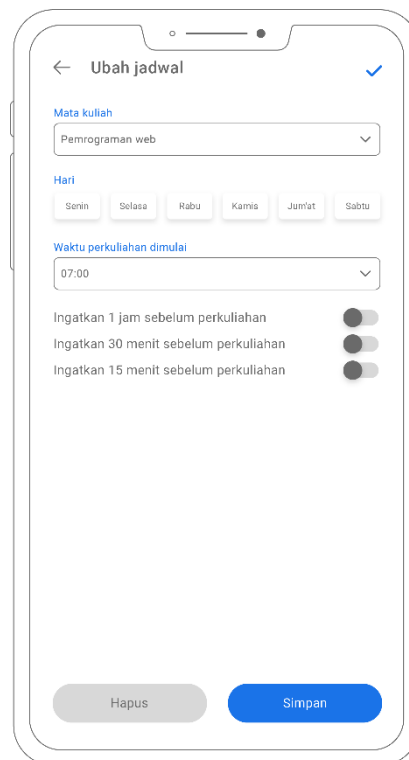 Ubah jadwal
Mata kuliah
Pemrograman web
Hari
Senin Selasa Rabu Kamis Jum'at Sabtu
Waktu perkuliahan dimulai
07:00
Ingatkan 1 jam sebelum perkuliahan
Ingatkan 30 menit sebelum perkuliahan
Ingatkan 15 menit sebelum perkuliahan
Hapus Simpan